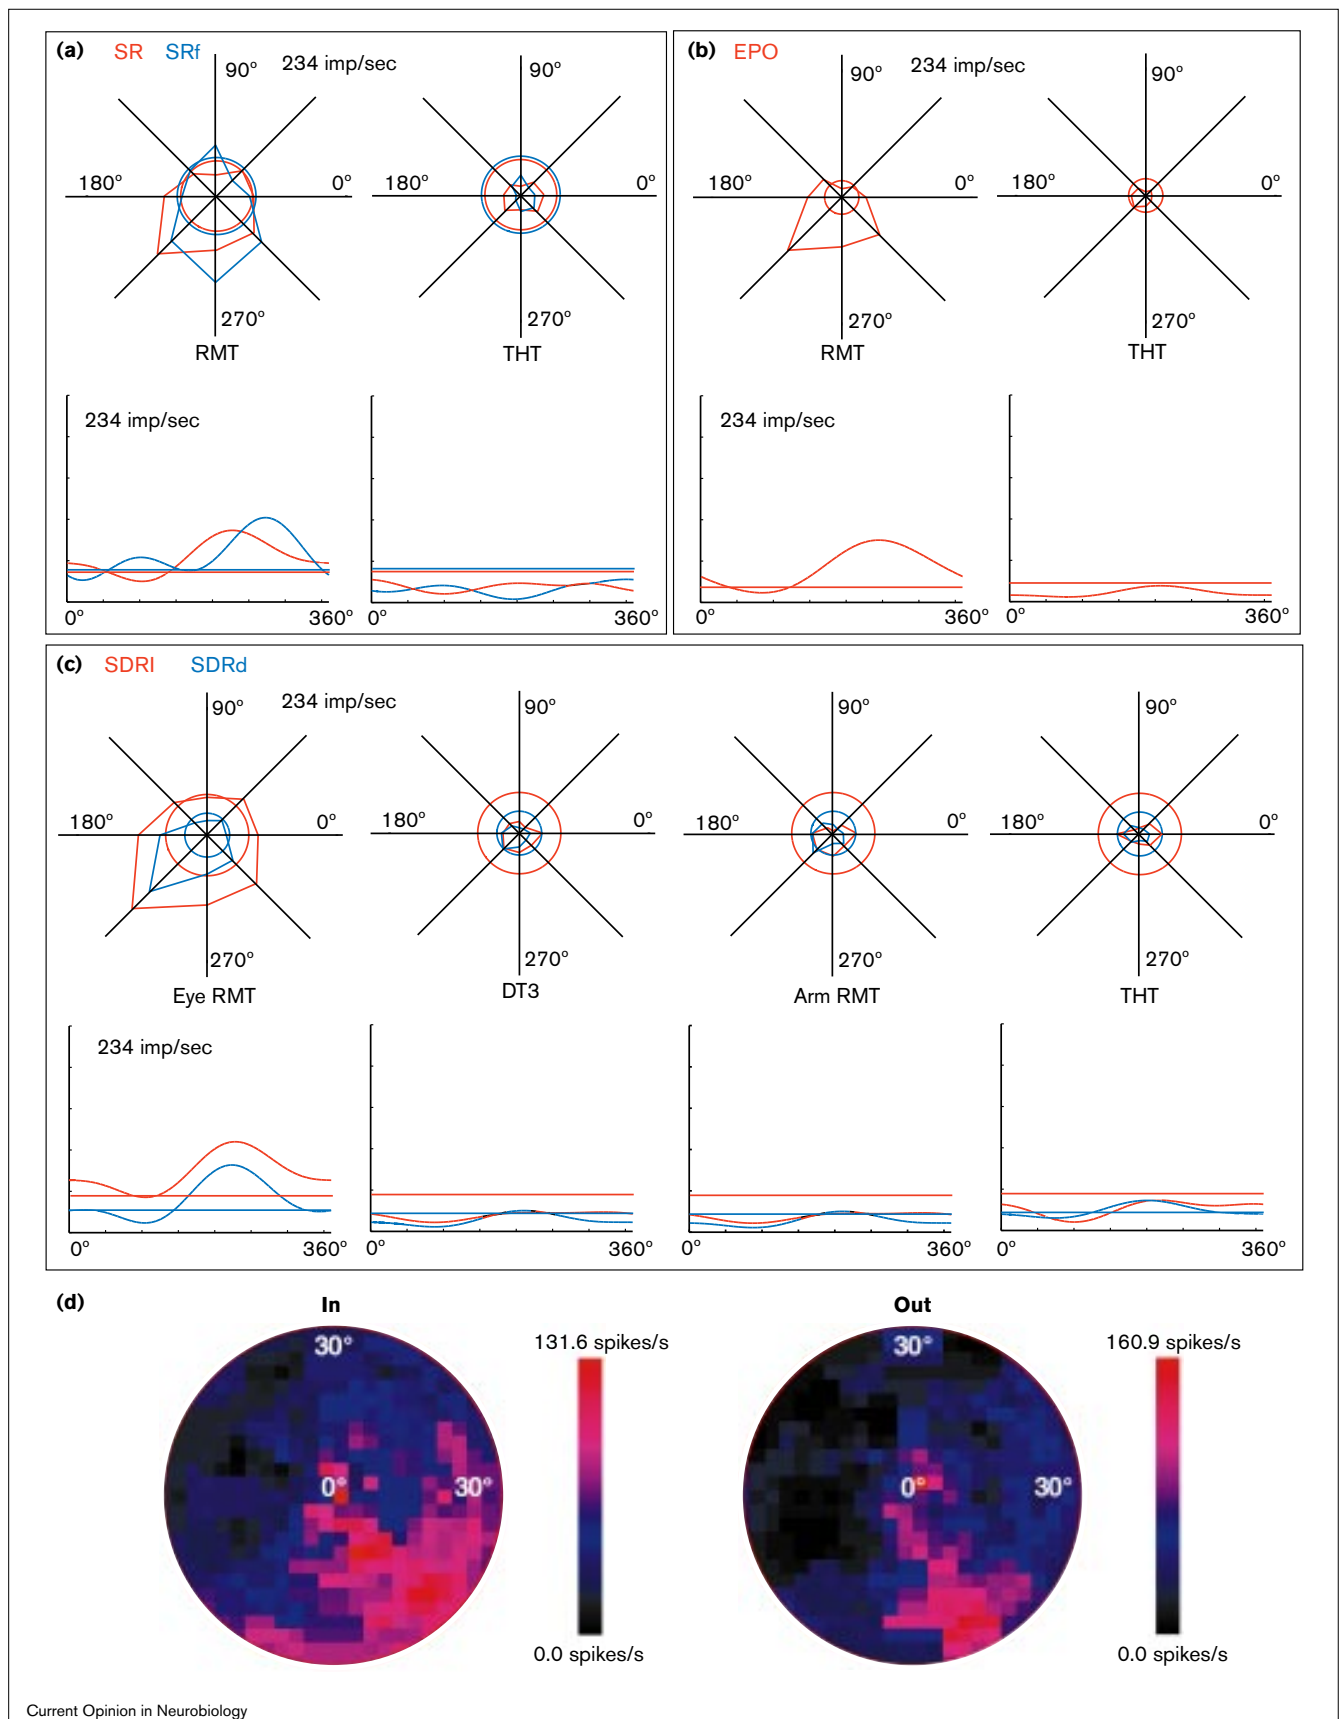 (a) SR SRf
90° 234 imp/sec 90°
180° 0° 180° 0°
270° 270°
RMT THT
234 imp/sec
0° 360° 0° 360°
(b) EPO
90° 234 imp/sec 90°
180° 0° 180° 0°
270° 270°
RMT THT
234 imp/sec
0° 360° 0° 360°
(c) SDRl SDRd
90° 234 imp/sec 90° 90° 90°
180° 0° 180° 0° 180° 0° 180° 0°
270° 270° 270° 270°
Eye RMT DT3 Arm RMT THT
234 imp/sec
0° 360° 0° 360° 0° 360° 0° 360°
(d) In Out
30° 131.6 spikes/s 30° 160.9 spikes/s
0° 30° 0° 30°
0.0 spikes/s 0.0 spikes/s
Current Opinion in Neurobiology